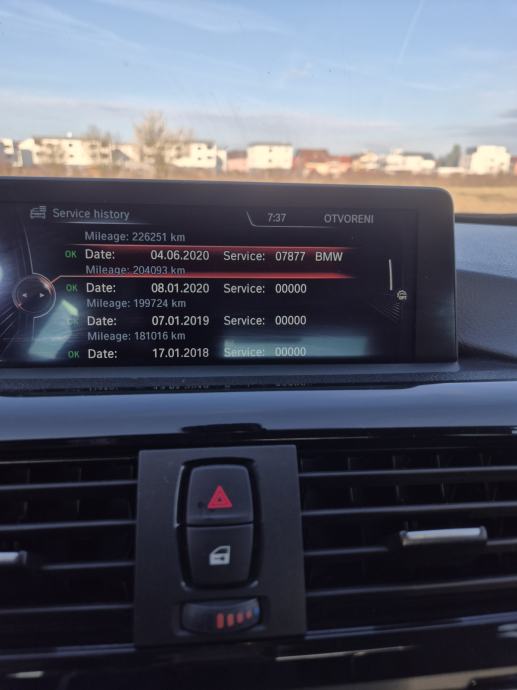 Service history 7:37 OTVORENI
Mileage: 226251 km
OK Date: 04.06.2020 Service: 07877 BMW
Mileage: 204093 km
OK Date: 08.01.2020 Service: 00000
Mileage: 199724 km
OK Date: 07.01.2019 Service: 00000
Mileage: 181016 km
OK Date: 17.01.2018 Service: 00000